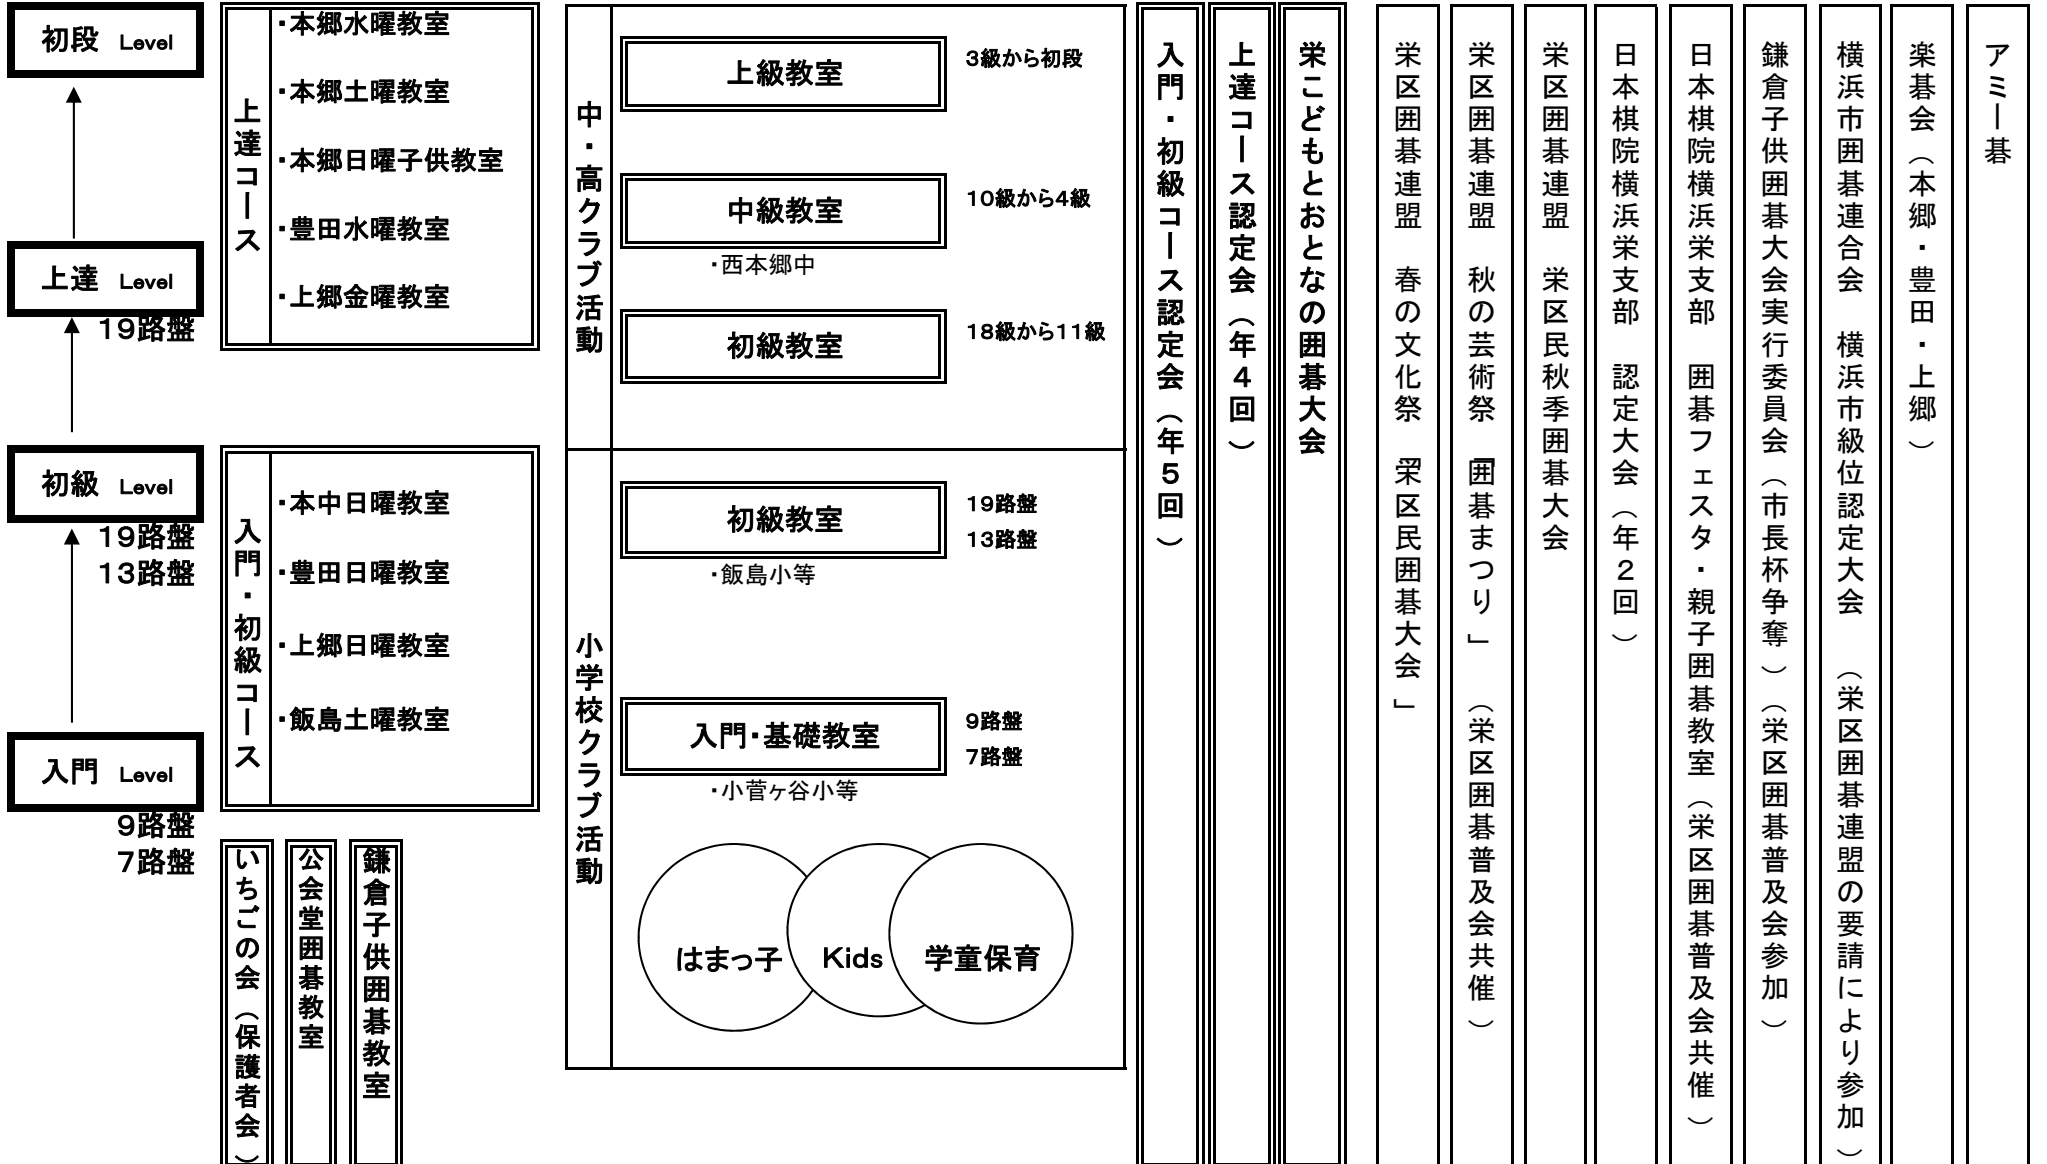 初段 Level
上達 Level
19路盤
初級 Level
19路盤
13路盤
入門 Level
9路盤
7路盤
上達コース
・本郷水曜教室
・本郷土曜教室
・本郷日曜子供教室
・豊田水曜教室
・上郷金曜教室
入門・初級コース
・本中日曜教室
・豊田日曜教室
・上郷日曜教室
・飯島土曜教室
いちごの会（保護者会）
公会堂囲碁教室
鎌倉子供囲碁教室
中・高クラブ活動
上級教室
3級から初段
中級教室
10級から4級
・西本郷中
初級教室
18級から11級
小学校クラブ活動
初級教室
19路盤
13路盤
・飯島小等
入門・基礎教室
9路盤
7路盤
・小菅ヶ谷小等
はまっ子
Kids
学童保育
入門・初級コース認定会（年５回）
上達コース認定会（年４回）
栄こどもとおとなの囲碁大会
栄区囲碁連盟　春の文化祭「栄区民囲碁大会」
栄区囲碁連盟　秋の芸術祭「囲碁まつり」（栄区囲碁普及会共催）
栄区囲碁連盟　栄区民秋季囲碁大会
日本棋院横浜栄支部　認定大会（年２回）
日本棋院横浜栄支部　囲碁フェスタ・親子囲碁教室（栄区囲碁普及会共催）
鎌倉子供囲碁大会実行委員会（市長杯争奪）（栄区囲碁普及会参加）
横浜市囲碁連合会　横浜市級位認定大会　（栄区囲碁連盟の要請により参加）
楽碁会（本郷・豊田・上郷）
アミー碁